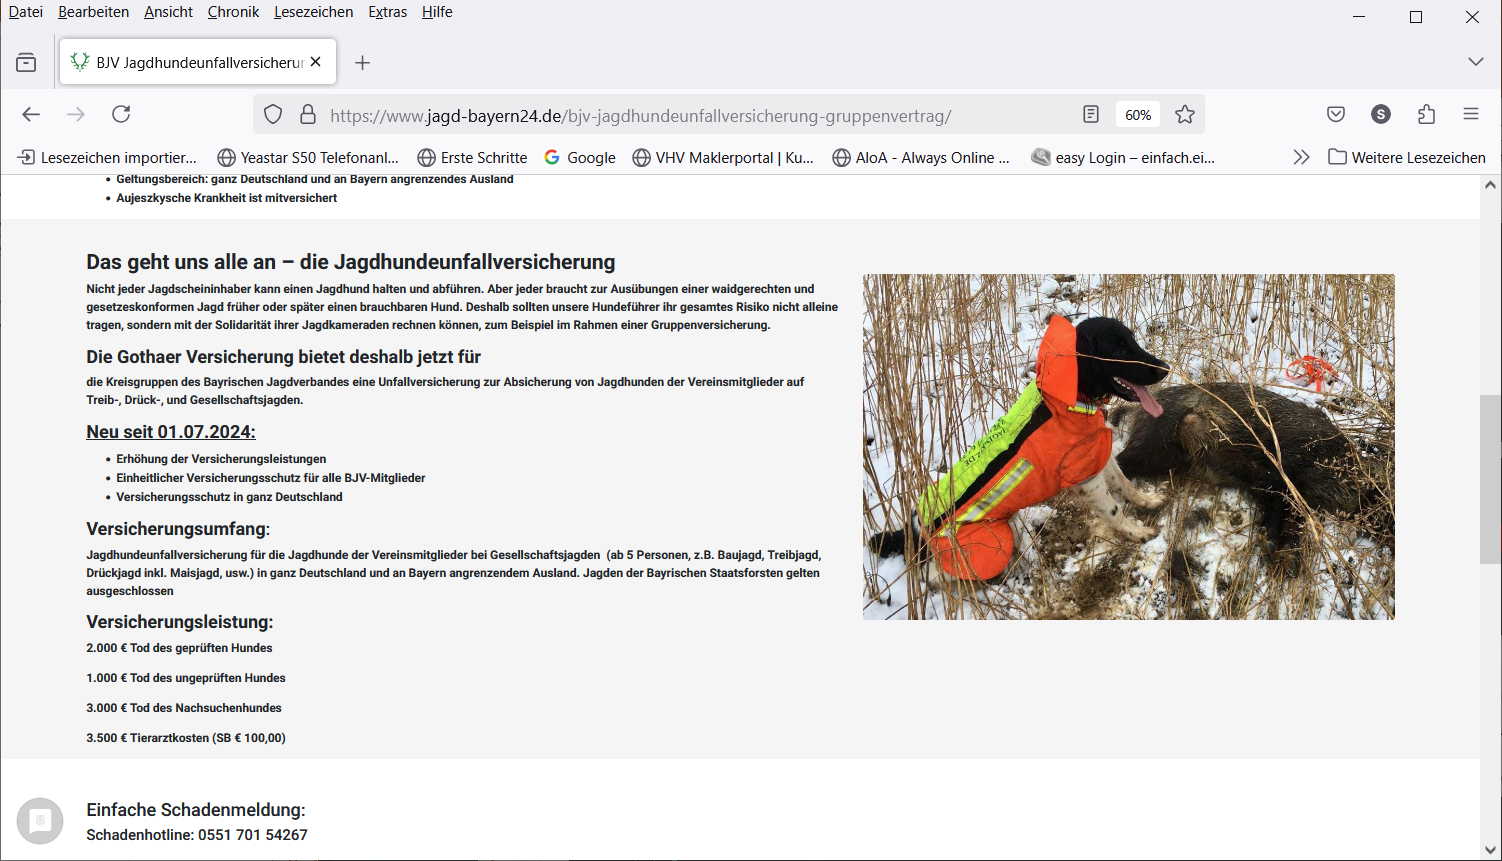 Datei Bearbeiten Ansicht Chronik Lesezeichen Extras Hilfe
BJV Jagdhundeunfallversicherun
https://www.jagd-bayern24.de/bjv-jagdhundeunfallversicherung-gruppenvertrag/ 60% S
Lesezeichen importier... Yeastar S50 Telefonanl... Erste Schritte Google VHV Maklerportal | Ku... AloA - Always Online ... easy Login – einfach.ei... Weitere Lesezeichen
• Geltungsbereich: ganz Deutschland und an Bayern angrenzendes Ausland
• Aujeszkysche Krankheit ist mitversichert
Das geht uns alle an – die Jagdhundeunfallversicherung
Nicht jeder Jagdscheininhaber kann einen Jagdhund halten und abführen. Aber jeder braucht zur Ausübungen einer waidgerechten und
gesetzeskonformen Jagd früher oder später einen brauchbaren Hund. Deshalb sollten unsere Hundeführer ihr gesamtes Risiko nicht alleine
tragen, sondern mit der Solidarität ihrer Jagdkameraden rechnen können, zum Beispiel im Rahmen einer Gruppenversicherung.
Die Gothaer Versicherung bietet deshalb jetzt für
die Kreisgruppen des Bayrischen Jagdverbandes eine Unfallversicherung zur Absicherung von Jagdhunden der Vereinsmitglieder auf
Treib-, Drück-, und Gesellschaftsjagden.
Neu seit 01.07.2024:
• Erhöhung der Versicherungsleistungen
• Einheitlicher Versicherungsschutz für alle BJV-Mitglieder
• Versicherungsschutz in ganz Deutschland
Versicherungsumfang:
Jagdhundeunfallversicherung für die Jagdhunde der Vereinsmitglieder bei Gesellschaftsjagden (ab 5 Personen, z.B. Baujagd, Treibjagd,
Drückjagd inkl. Maisjagd, usw.) in ganz Deutschland und an Bayern angrenzendem Ausland. Jagden der Bayrischen Staatsforsten gelten
ausgeschlossen
Versicherungsleistung:
2.000 € Tod des geprüften Hundes
1.000 € Tod des ungeprüften Hundes
3.000 € Tod des Nachsuchenhundes
3.500 € Tierarztkosten (SB € 100,00)
Einfache Schadenmeldung:
Schadenhotline: 0551 701 54267